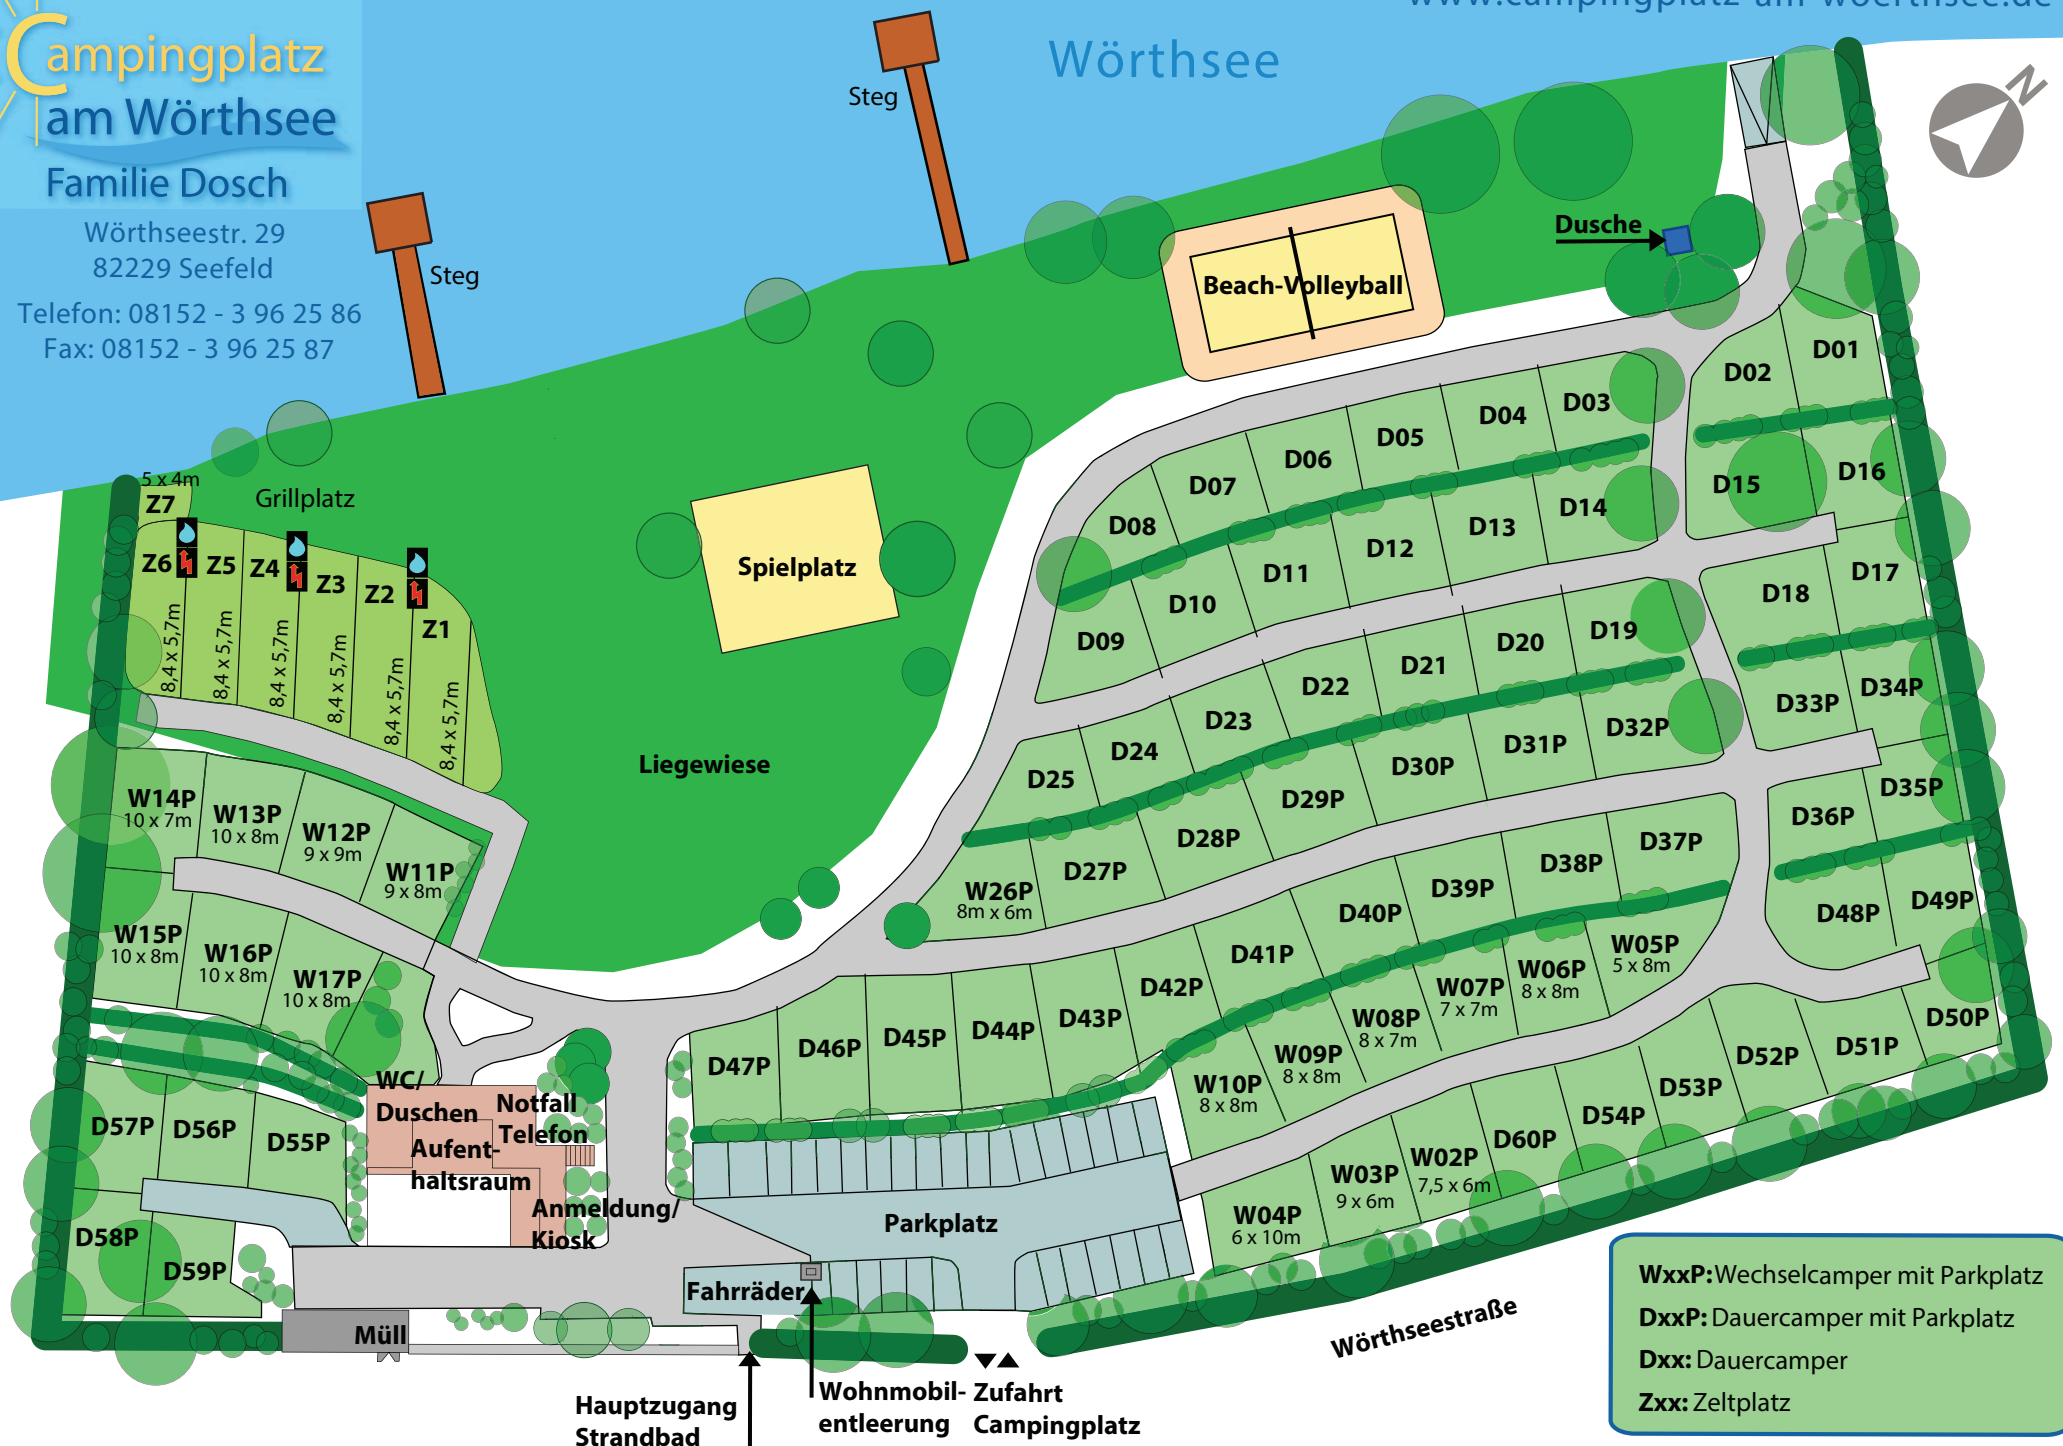 www.campingplatz-am-woerthsee.de
Campingplatz
am Wörthsee
Familie Dosch
Wörthseestr. 29
82229 Seefeld
Telefon: 08152 - 3 96 25 86
Fax: 08152 - 3 96 25 87
Wörthsee
N
Steg
Steg
Dusche
Beach-Volleyball
Grillplatz
Spielplatz
Liegewiese
5 x 4m
Z7
Z6
Z5
Z4
Z3
Z2
Z1
8,4 x 5,7m
8,4 x 5,7m
8,4 x 5,7m
8,4 x 5,7m
8,4 x 5,7m
8,4 x 5,7m
D01
D02
D03
D04
D05
D06
D07
D08
D09
D10
D11
D12
D13
D14
D15
D16
D17
D18
D19
D20
D21
D22
D23
D24
D25
W26P
8m x 6m
D27P
D28P
D29P
D30P
D31P
D32P
D33P
D34P
D35P
D36P
D37P
D38P
D39P
D40P
D41P
D42P
D43P
D44P
D45P
D46P
D47P
D48P
D49P
D50P
D51P
D52P
D53P
D54P
D60P
W02P
7,5 x 6m
W03P
9 x 6m
W04P
6 x 10m
W05P
5 x 8m
W06P
8 x 8m
W07P
7 x 7m
W08P
8 x 7m
W09P
8 x 8m
W10P
8 x 8m
W11P
9 x 8m
W12P
9 x 9m
W13P
10 x 8m
W14P
10 x 7m
W15P
10 x 8m
W16P
10 x 8m
W17P
10 x 8m
D55P
D56P
D57P
D58P
D59P
WC/
Duschen
Notfall
Telefon
Aufent-
haltsraum
Anmeldung/
Kiosk
Parkplatz
Fahrräder
Müll
Hauptzugang
Strandbad
Wohnmobil-
entleerung
Zufahrt
Campingplatz
Wörthseestraße
WxxP: Wechselcamper mit Parkplatz
DxxP: Dauercamper mit Parkplatz
Dxx: Dauercamper
Zxx: Zeltplatz